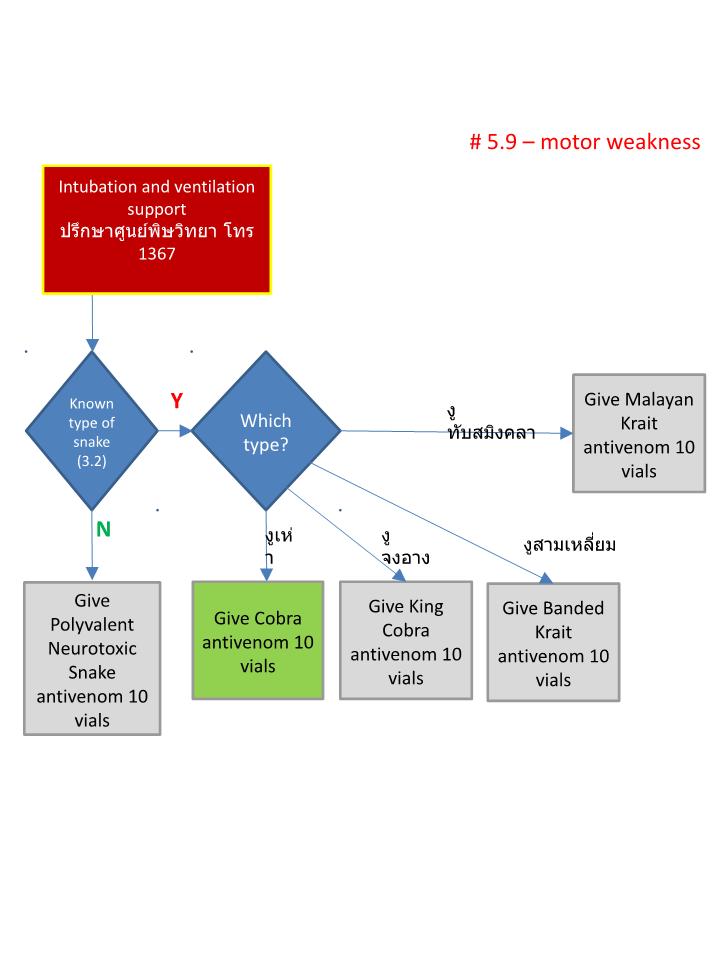 # 5.9 – motor weakness
Intubation and ventilation
support
ปรึกษาศูนย์พิษวิทยา โทร
1367
Known
type of
snake
(3.2)
Y
Which
type?
งู
ทับสมิงคลา
Give Malayan
Krait
antivenom 10
vials
N
งูเห่
า
งู
จงอาง
งูสามเหลี่ยม
Give
Polyvalent
Neurotoxic
Snake
antivenom 10
vials
Give Cobra
antivenom 10
vials
Give King
Cobra
antivenom 10
vials
Give Banded
Krait
antivenom 10
vials